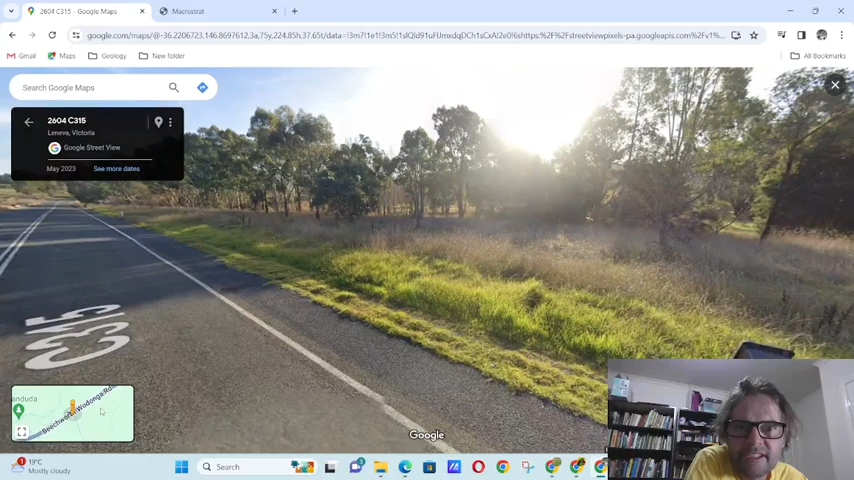 2604 C315 - Google Maps
Macrostrat
google.com/maps/@-36.2206723,146.8697612,3a,75y,224.85h,37.65t/data=!3m7!1e1!3m5!1sIQld91uFUmxdqDCh1sCxA!2e0!6shttps:%2F%2Fstreetviewpixels-pa.googleapis.com%2Fv1%...
Gmail
Maps
Geology
New folder
All Bookmarks
Search Google Maps
2604 C315
Leneva, Victoria
Google Street View
May 2023
See more dates
C315
anduda
Beechworth-Wodonga Rd
Google
19°C
Mostly cloudy
Search